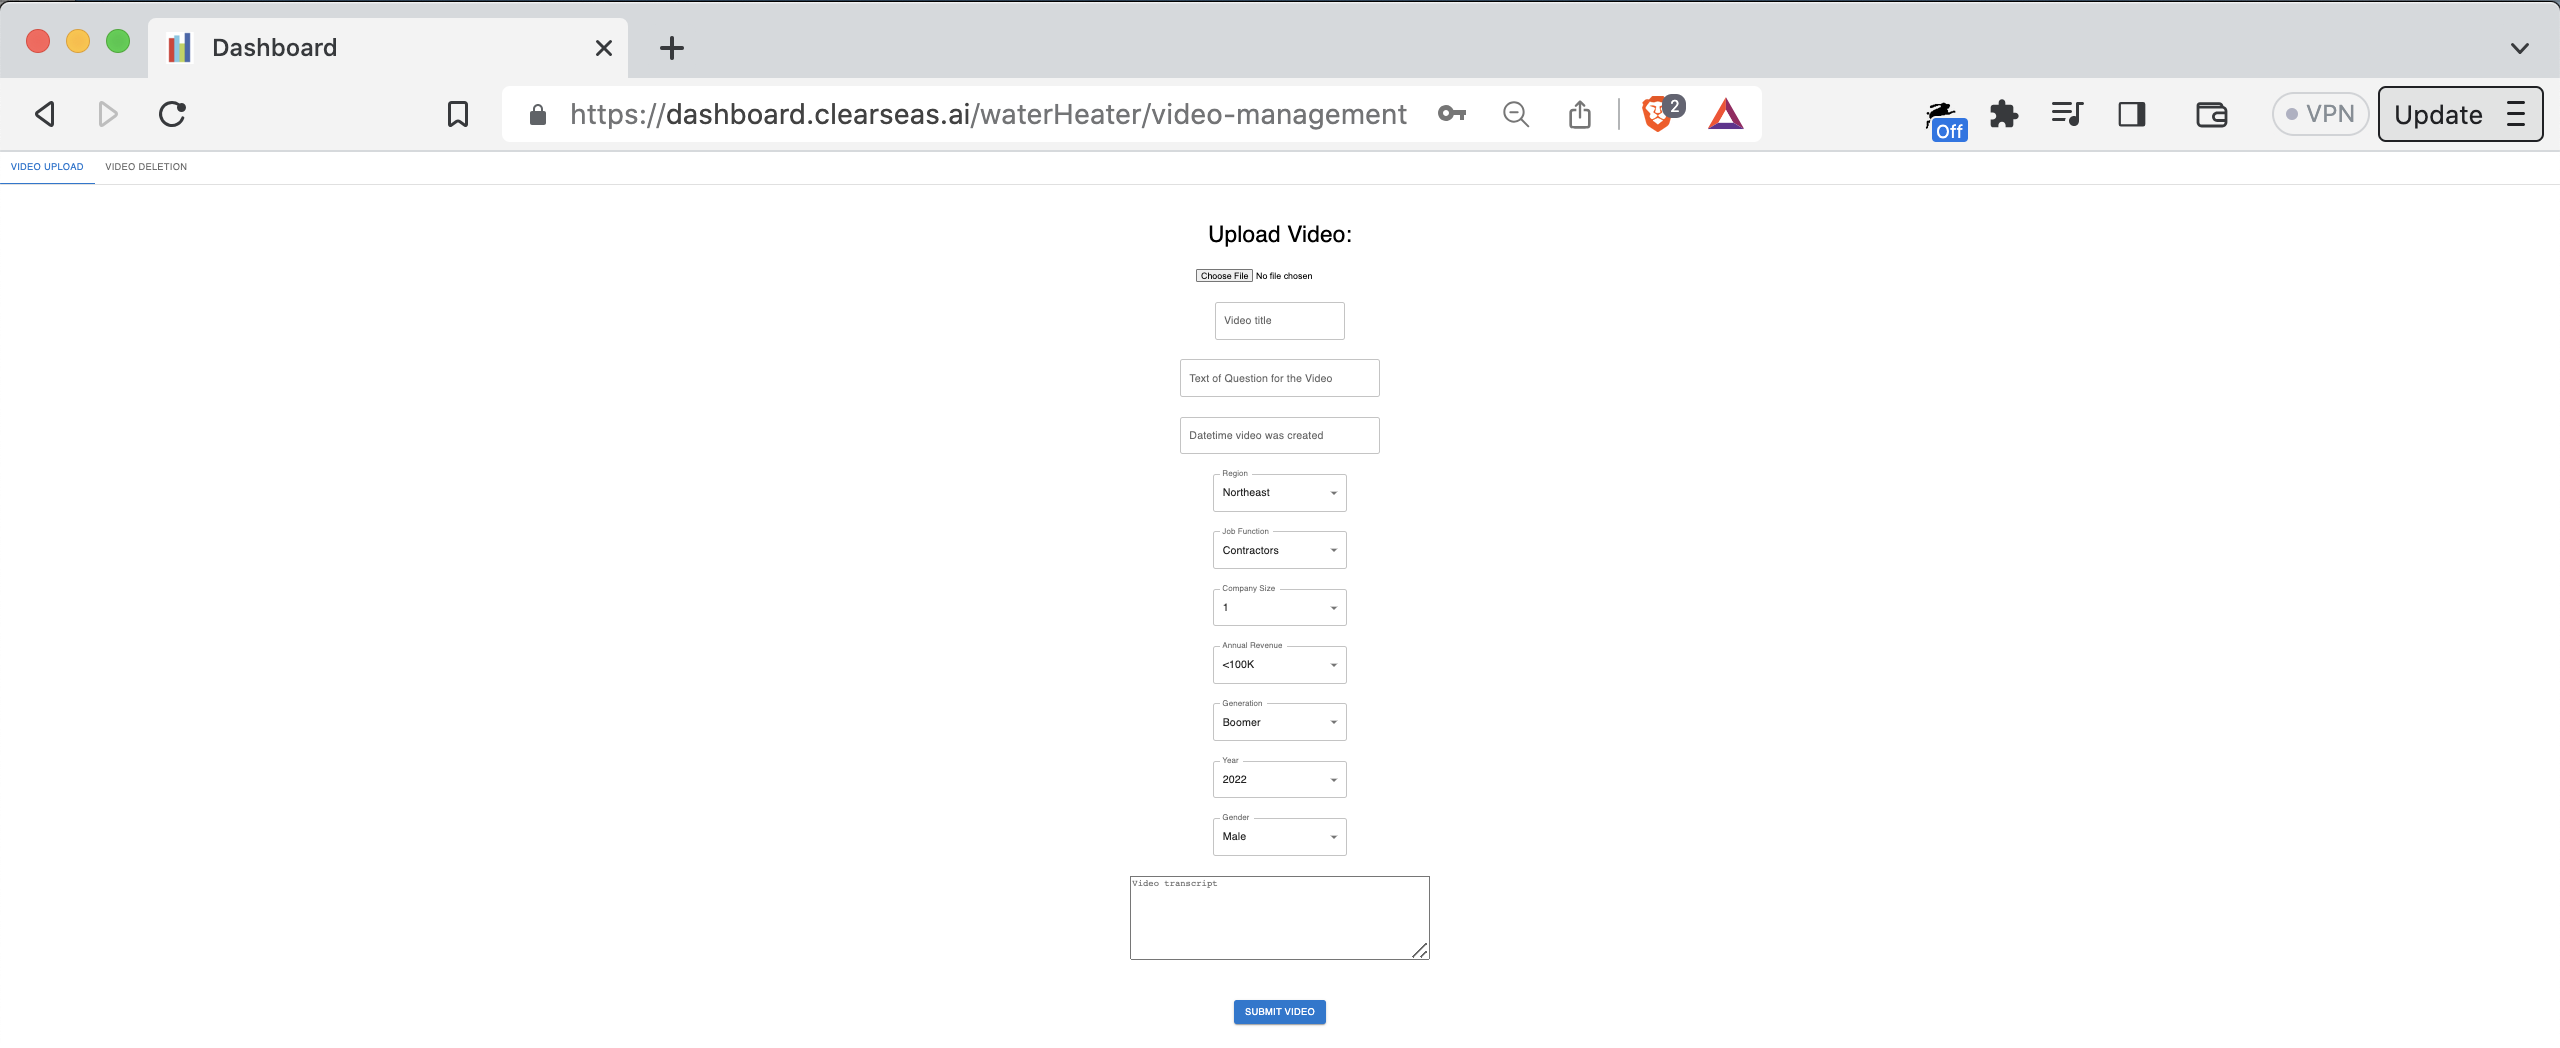 Dashboard
https://dashboard.clearseas.ai/waterHeater/video-management
2
Off
VPN
Update
VIDEO UPLOAD
VIDEO DELETION
Upload Video:
Choose File No file chosen
Video title
Text of Question for the Video
Datetime video was created
Region
Northeast
Job Function
Contractors
Company Size
1
Annual Revenue
<100K
Generation
Boomer
Year
2022
Gender
Male
Video transcript
SUBMIT VIDEO